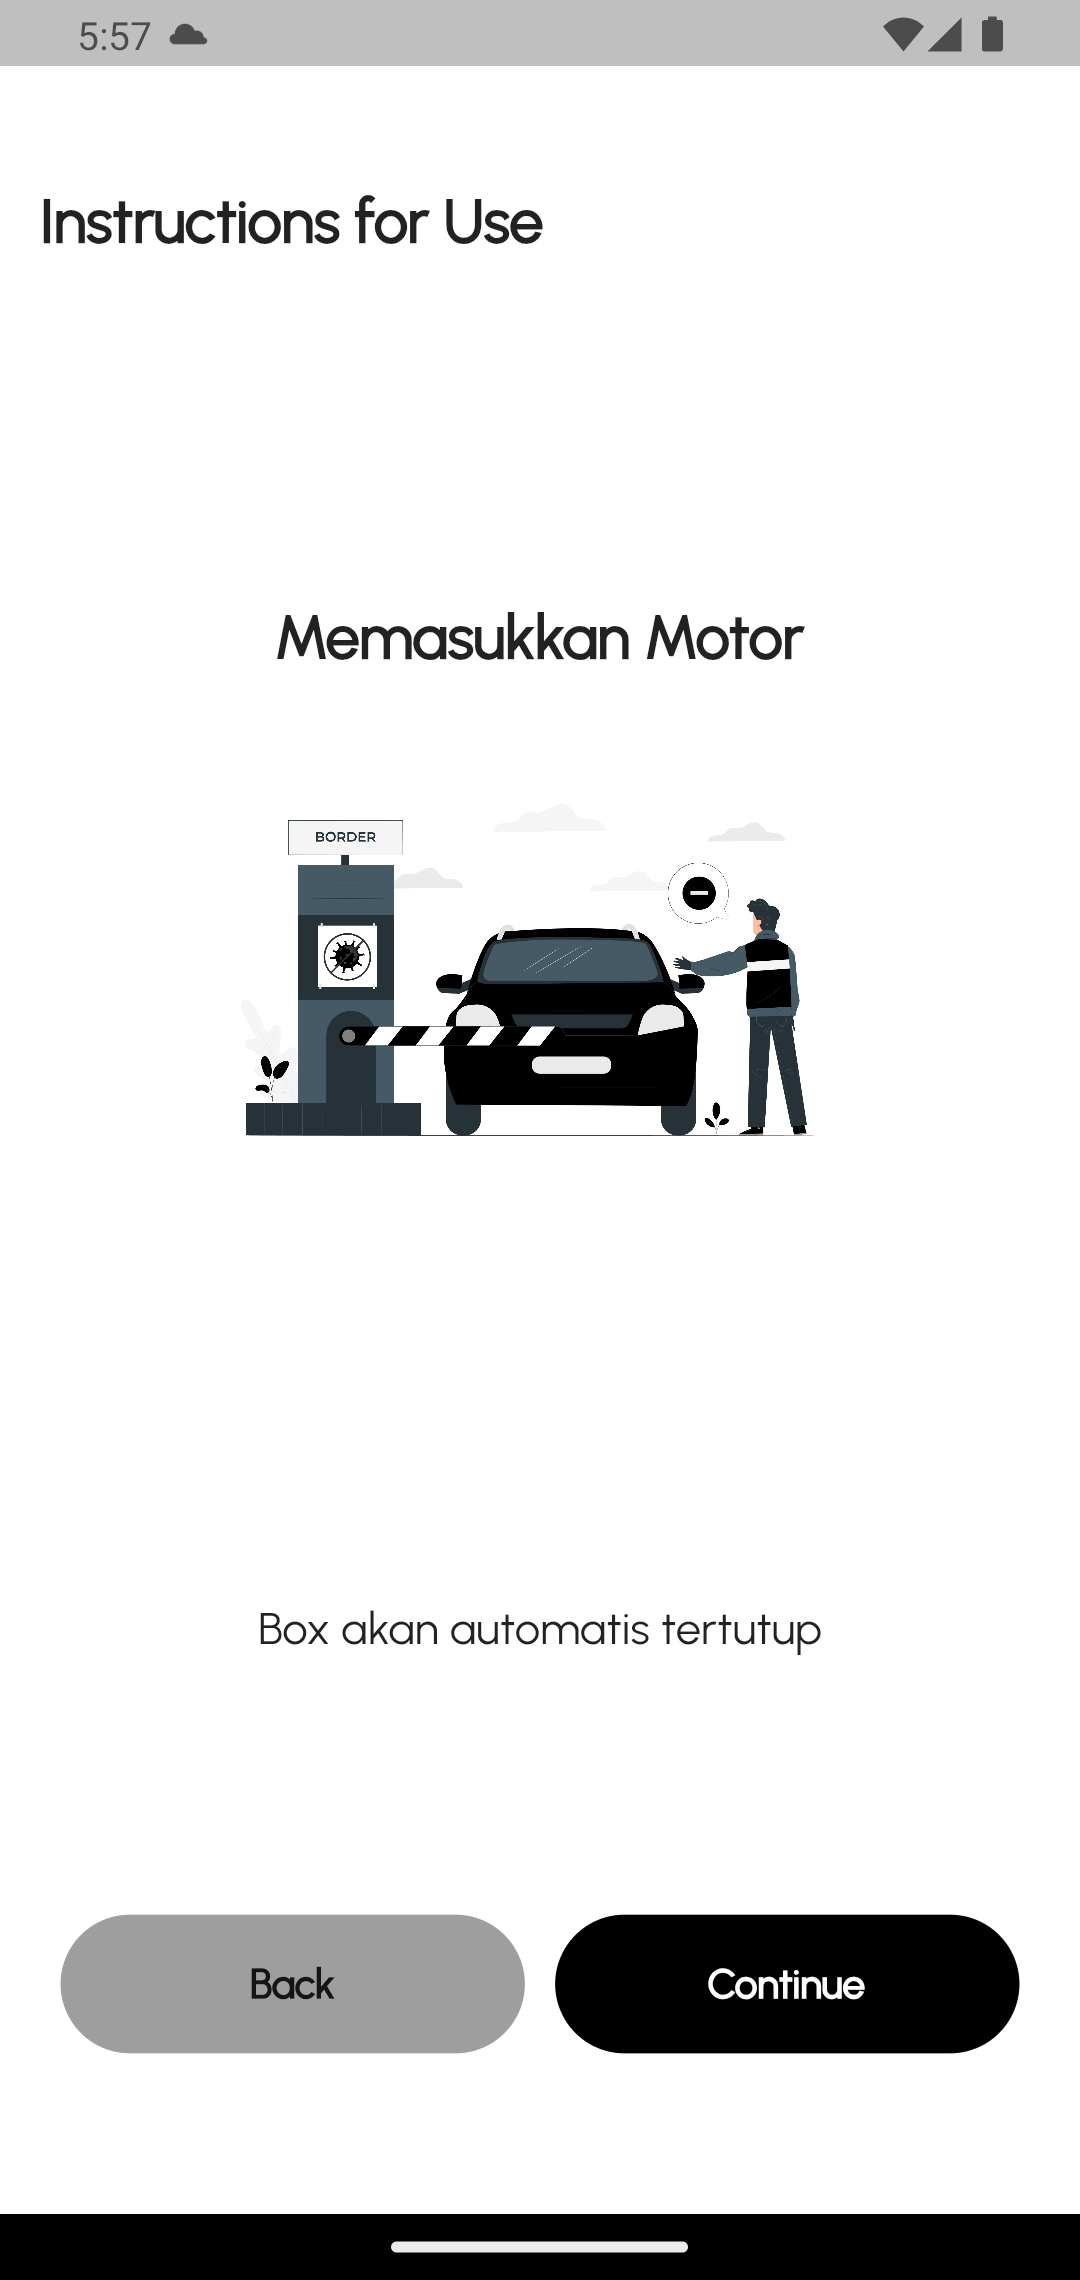 5:57
Instructions for Use
Memasukkan Motor
BORDER
Box akan automatis tertutup
Back
Continue